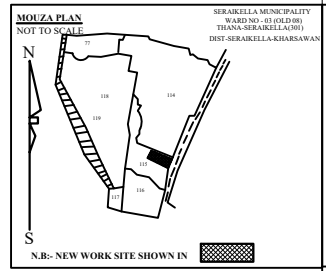 MOUZA PLAN
NOT TO SCALE
SERAIKELLA MUNICIPALITY
WARD NO - 03 (OLD 08)
THANA-SERAIKELLA(301)
DIST-SERAIKELLA-KHARSAWAN
N
77
118
114
119
115
116
117
S
N.B:- NEW WORK SITE SHOWN IN